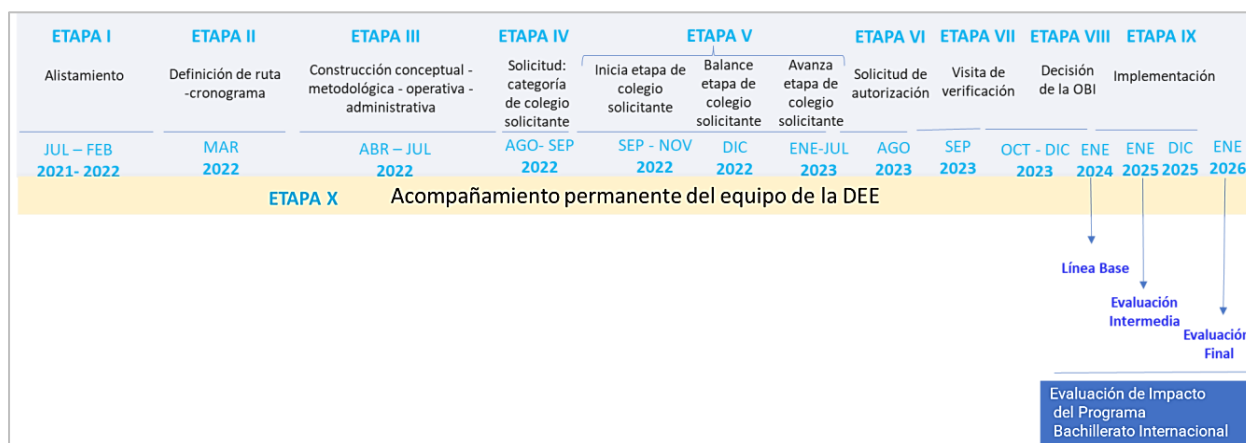 ETAPA I
ETAPA II
ETAPA III
ETAPA IV
ETAPA V
ETAPA VI
ETAPA VII
ETAPA VIII
ETAPA IX
Alistamiento
Definición de ruta
-cronograma
Construcción conceptual -
metodológica - operativa -
administrativa
Solicitud:
categoría
de colegio
solicitante
Inicia etapa de
colegio
solicitante
Balance
etapa de
colegio
solicitante
Avanza
etapa de
colegio
solicitante
Solicitud de
autorización
Visita de
verificación
Decisión
de la OBI
Implementación
JUL – FEB
2021- 2022
MAR
2022
ABR – JUL
2022
AGO- SEP
2022
SEP - NOV
2022
DIC
2022
ENE-JUL
2023
AGO
2023
SEP
2023
OCT - DIC
2023
ENE
2024
ENE
2025
DIC
2025
ENE
2026
ETAPA X
Acompañamiento permanente del equipo de la DEE
Línea Base
Evaluación
Intermedia
Evaluación
Final
Evaluación de Impacto
del Programa
Bachillerato Internacional